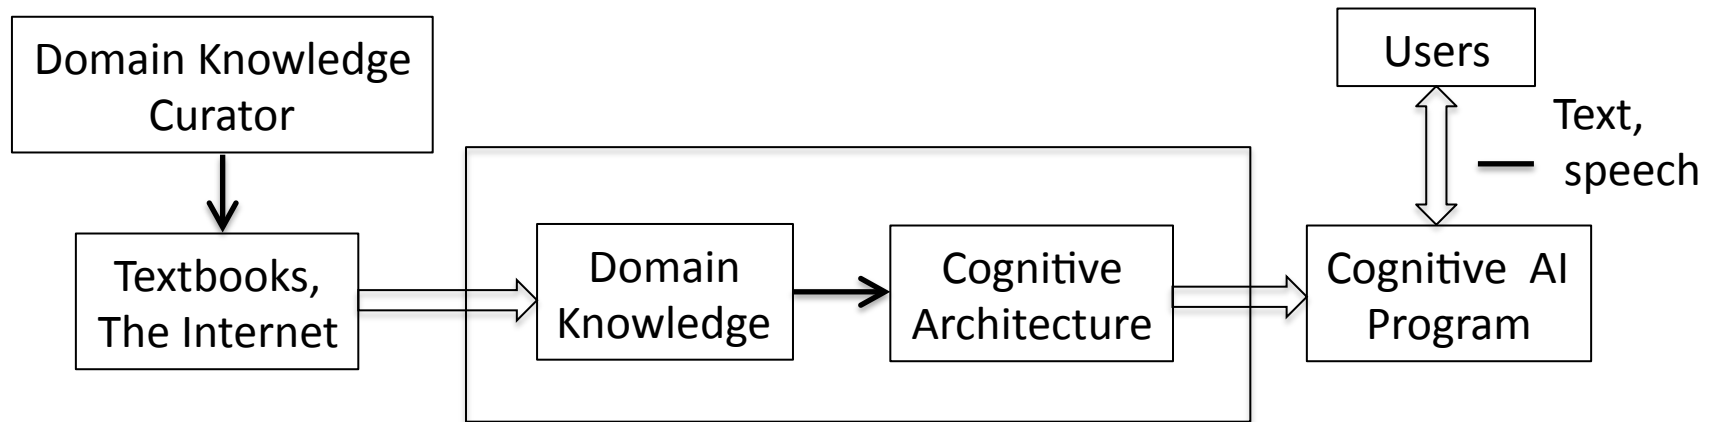 Domain Knowledge
Curator
Users
Text,
speech
Textbooks,
The Internet
Domain
Knowledge
Cognitive
Architecture
Cognitive AI
Program